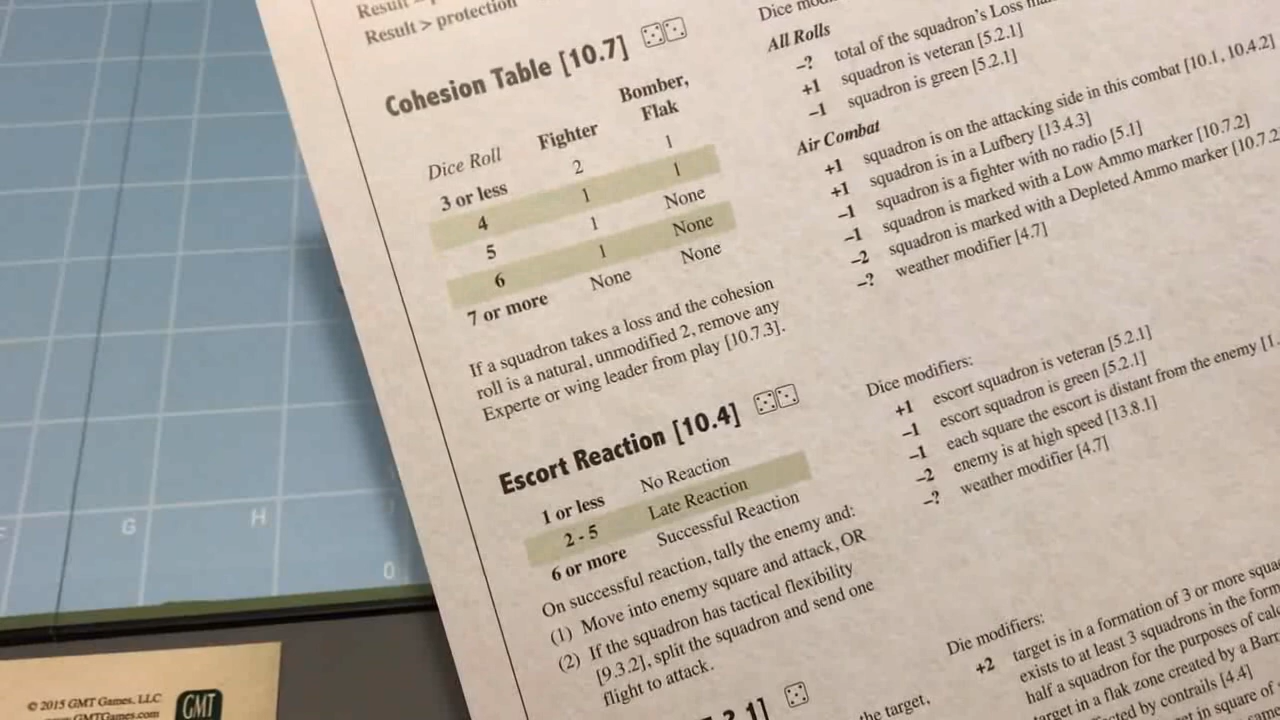 Result
Result > protection
Cohesion Table [10.7]
Dice Roll Fighter Bomber, Flak
3 or less 2 1
4 1 1
5 1 None
6 1 None
7 or more None None
If a squadron takes a loss and the cohesion
roll is a natural, unmodified 2, remove any
Experte or wing leader from play [10.7.3].
Escort Reaction [10.4]
1 or less No Reaction
2 - 5 Late Reaction
6 or more Successful Reaction
On successful reaction, tally the enemy and:
(1) Move into enemy square and attack, OR
(2) If the squadron has tactical flexibility
[9.3.2], split the squadron and send one
flight to attack.
the target,
Dice
All Rolls
–? total of the squadron's Loss
+1 squadron is veteran [5.2.1]
–1 squadron is green [5.2.1]
Air Combat
+1 squadron is on the attacking side in this combat [10.1, 10.4.2]
+1 squadron is in a Lufbery [13.4.3]
–1 squadron is a fighter with no radio [5.1]
–1 squadron is marked with a Low Ammo marker [10.7.2]
–2 squadron is marked with a Depleted Ammo marker [10.7.2
–? weather modifier [4.7]
Dice modifiers:
+1 escort squadron is veteran [5.2.1]
–1 escort squadron is green [5.2.1]
–1 each square the escort is distant from the enemy
–2 enemy is at high speed [13.8.1]
–? weather modifier [4.7]
Die modifiers:
+2 target is in a formation of 3 or more
exists to at least 3 squadrons in the
half a squadron for the purposes of
target in a flak zone created by a
by contrails [4.4]
in square of
G
H
0
© 2015 GMT Games, LLC
www.GMTGames.com
GMT